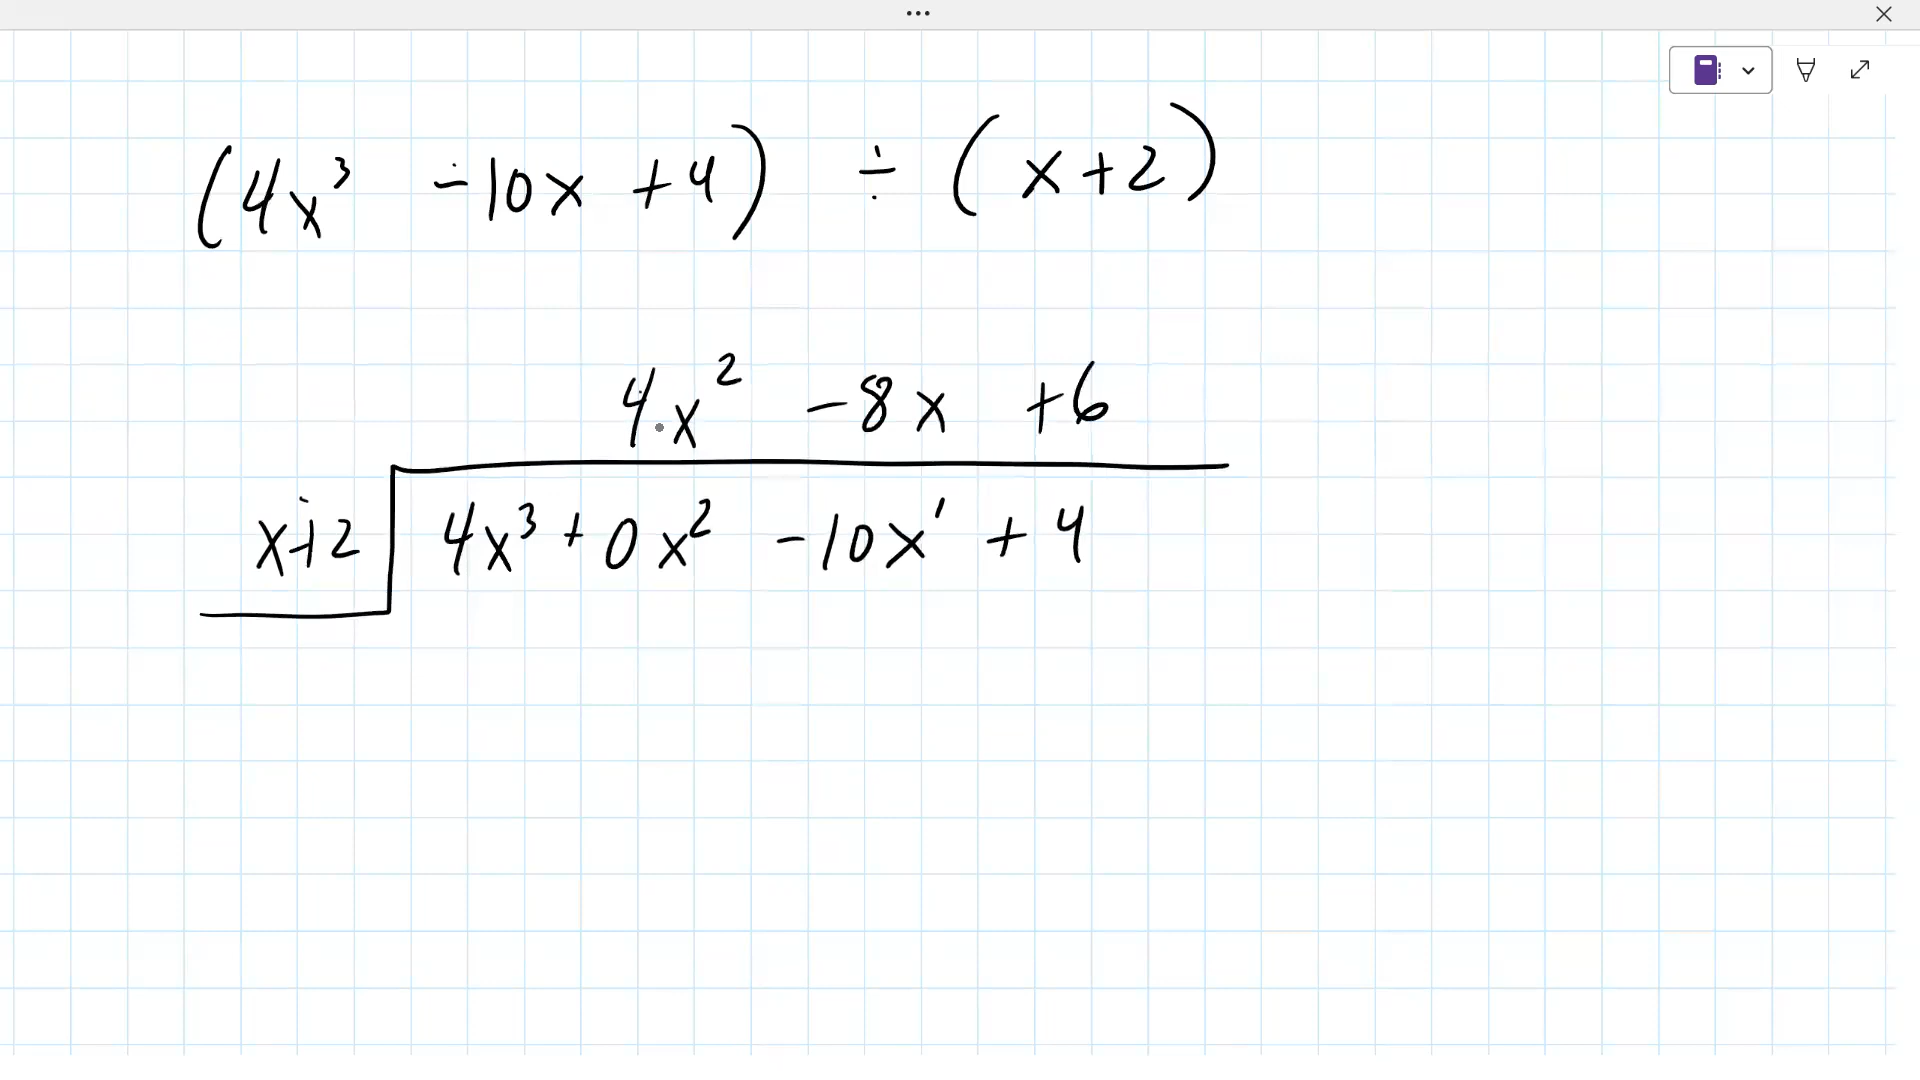 (4x³ -10x +4) ÷ (x+2)
4x² -8x +6
x+2 4x³ + 0x² -10x¹ + 4